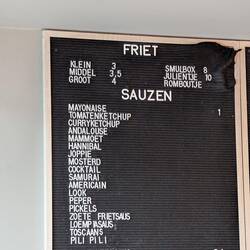 FRIET
KLEIN 3
MIDDEL 3,5
GROOT 4
SMULBOX 8
JULIENTJE 10
ROMBOUTJE
SAUZEN
MAYONAISE 1
TOMATENKETCHUP
CURRYKETCHUP
ANDALOUSE
MAMMOET
HANNIBAL
JOPPIE
MOSTERD
COCKTAIL
SAMURAI
AMERICAIN
LOOK
PEPER
PICKELS
ZOETE FRIETSAUS
LOEMPIASAUS
TOSCAANS
PILI PILI